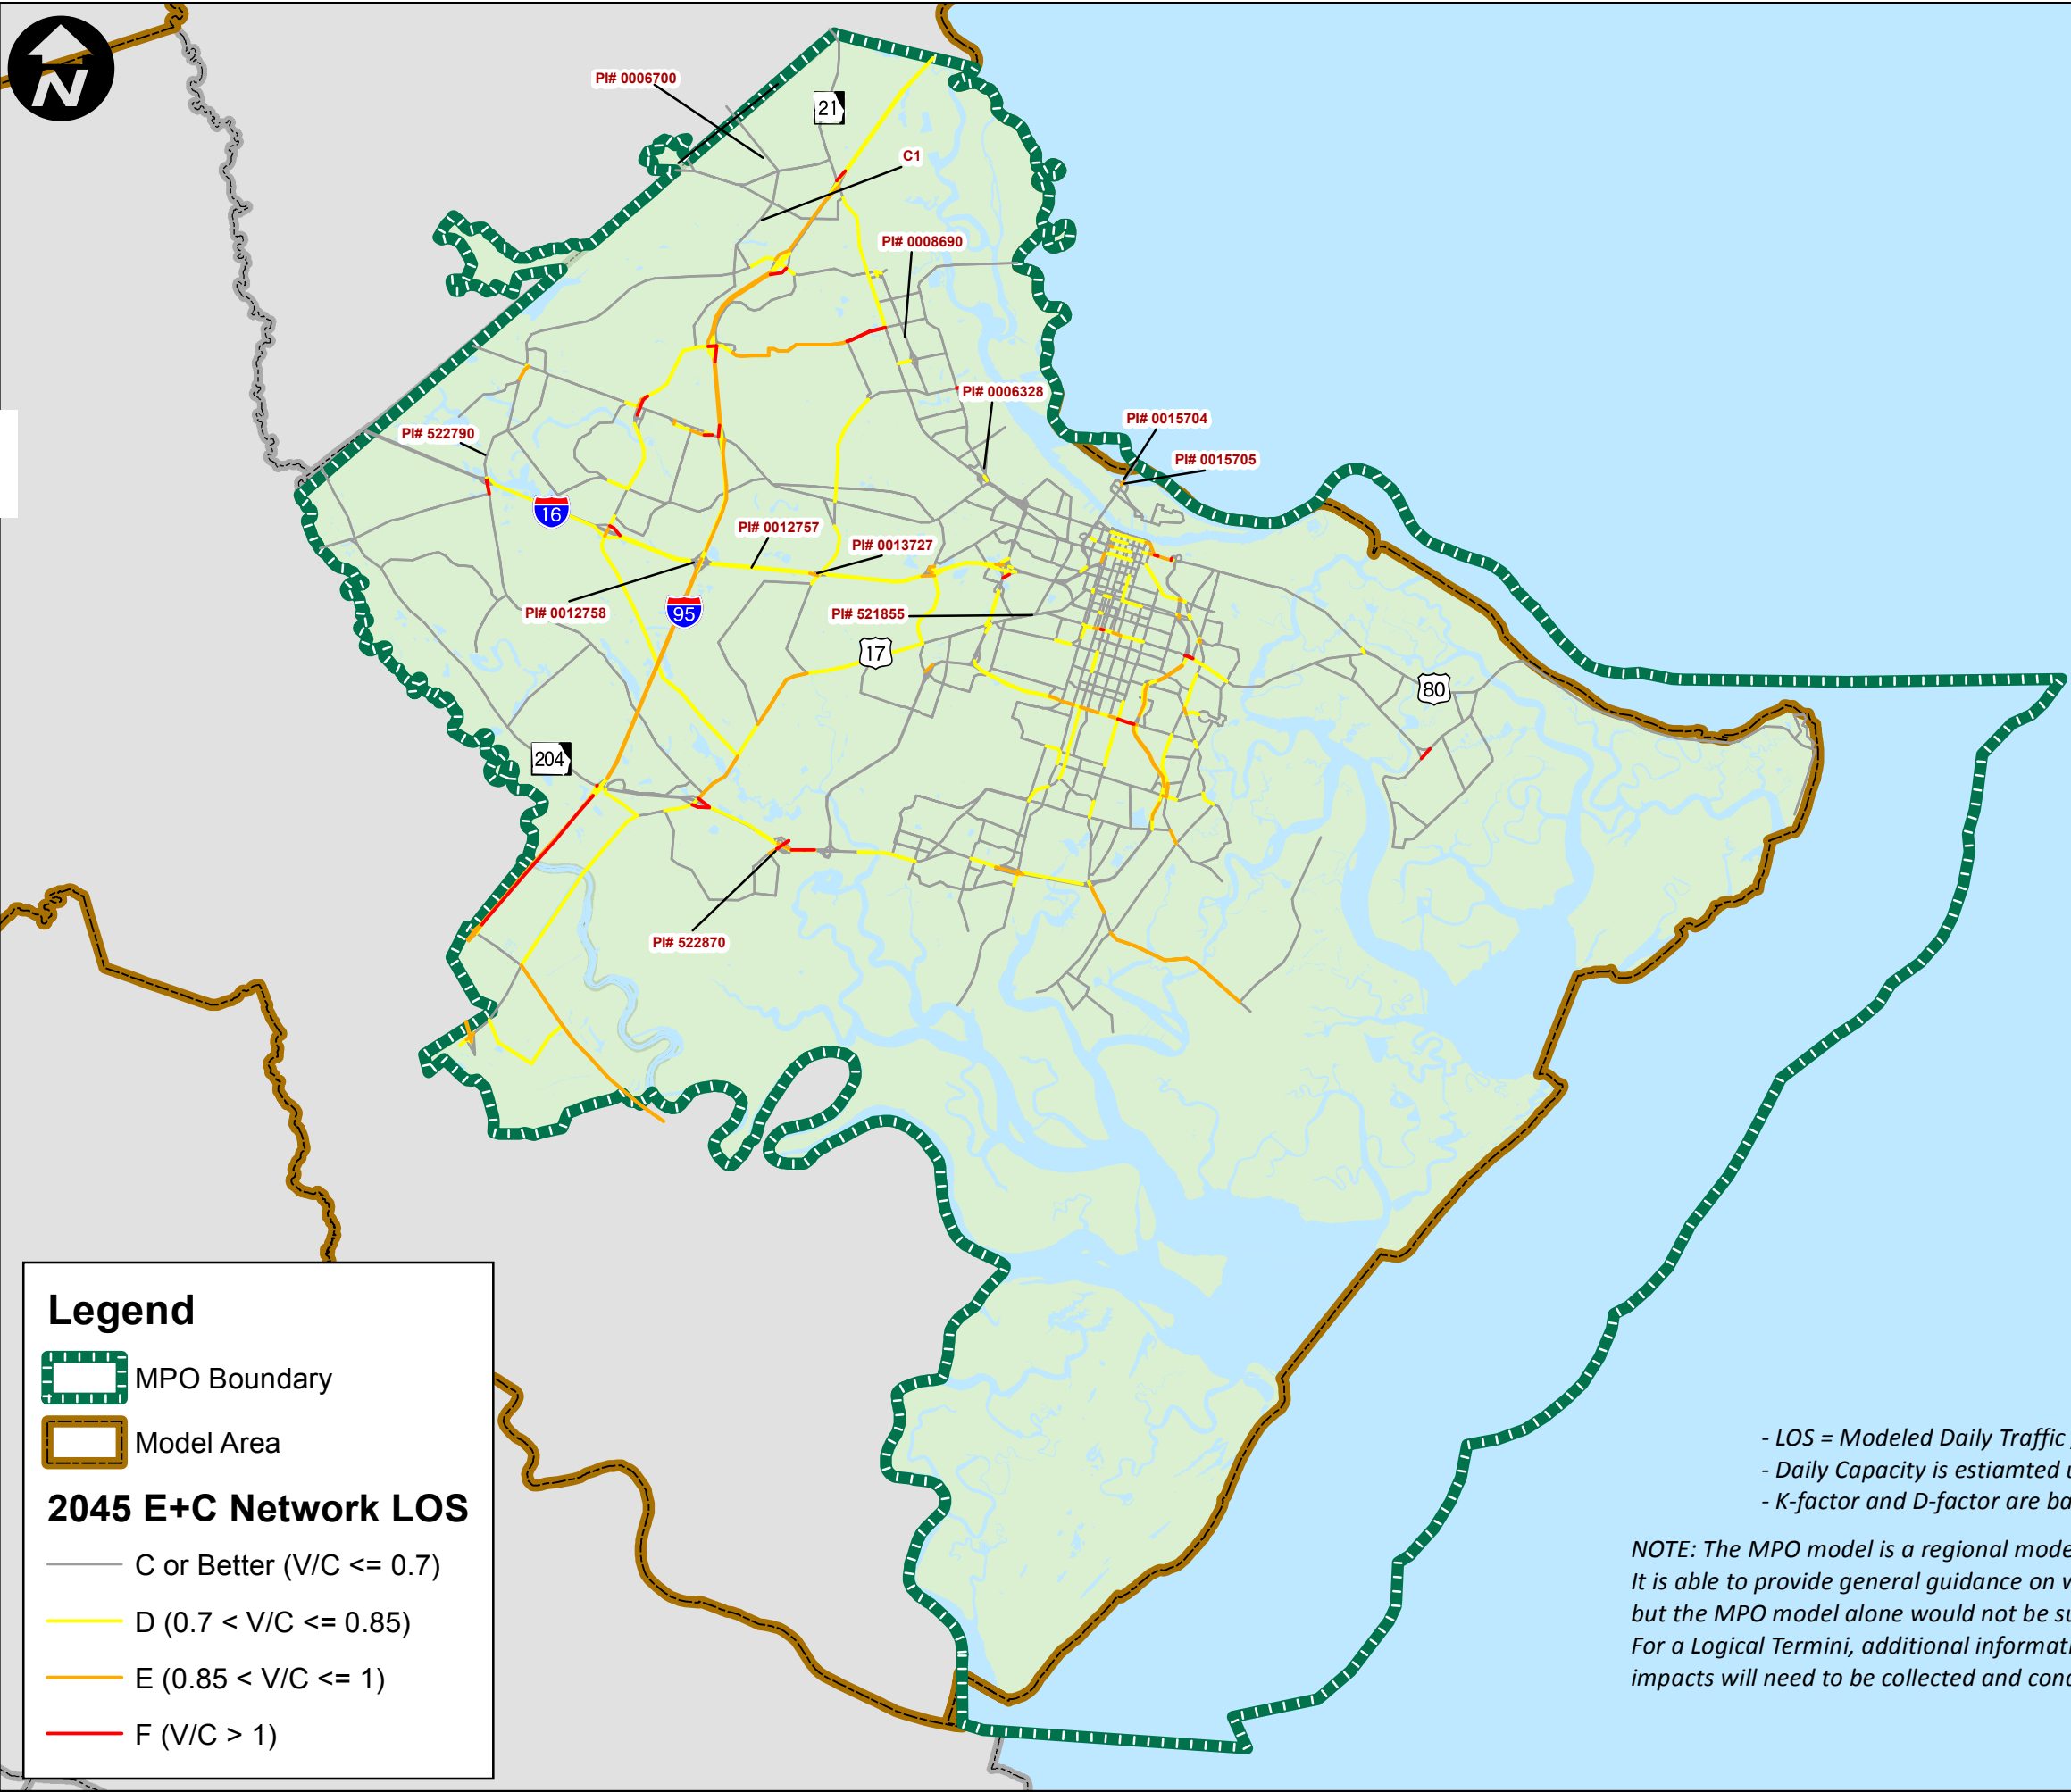 N
PI# 0006700
21
C1
PI# 0008690
PI# 0006328
PI# 0015704
PI# 522790
PI# 0015705
16
PI# 0012757
PI# 0013727
PI# 0012758
95
PI# 521855
17
80
204
PI# 522870
Legend
MPO Boundary
Model Area
2045 E+C Network LOS
C or Better (V/C <= 0.7)
D (0.7 < V/C <= 0.85)
E (0.85 < V/C <= 1)
F (V/C > 1)
- LOS = Modeled Daily Traffic
- Daily Capacity is estiamted
- K-factor and D-factor are
NOTE: The MPO model is a regional
It is able to provide general guidance on
but the MPO model alone would not be
For a Logical Termini, additional
impacts will need to be collected and